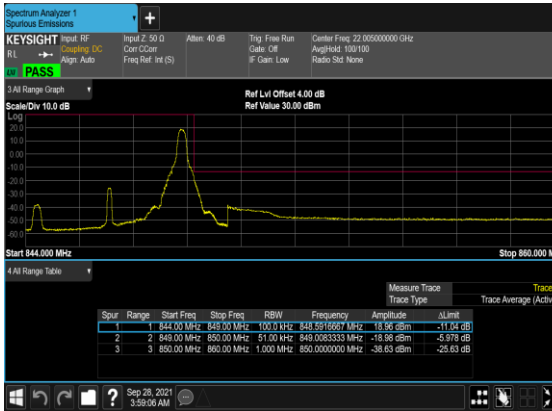 Spectrum Analyzer 1
Spurious Emissions
+
KEYSIGHT Input: RF Input Z: 50 Ω Atten: 40 dB Trig: Free Run Center Freq: 22.005000000 GHz
RL Coupling: DC Corr CCorr Gate: Off Avg|Hold: 100/100
Align: Auto Freq Ref: Int (S) IF Gain: Low Radio Std: None
PASS
3 All Range Graph
Ref Lvl Offset 4.00 dB
Scale/Div 10.0 dB Ref Value 30.00 dBm
Log
20.0
10.0
0.00
-10.0
-20.0
-30.0
-40.0
-50.0
-60.0
Start 844.000 MHz Stop 860.000 M
4 All Range Table
Measure Trace Trace
Trace Type Trace Average (Activ
Spur Range Start Freq Stop Freq RBW Frequency Amplitude ΔLimit
1 1 844.00 MHz 849.00 MHz 100.0 kHz 848.5916667 MHz 18.96 dBm -11.04 dB
2 2 849.00 MHz 850.00 MHz 51.00 kHz 849.0083333 MHz -18.98 dBm -5.978 dB
3 3 850.00 MHz 860.00 MHz 1.000 MHz 850.0000000 MHz -38.63 dBm -25.63 dB
? Sep 28, 2021
3:59:06 AM